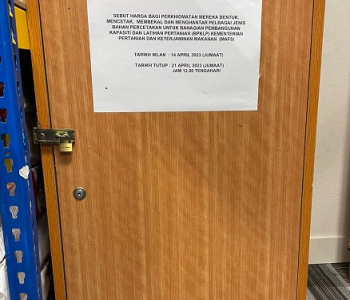 SEBUT HARGA BAGI PERKHIDMATAN MEREKA BENTUK,
MENCETAK, MEMBEKAL DAN MENGHANTAR PELBAGAI JENIS
BAHAN PERCETAKAN UNTUK BAHAGIAN PEMBANGUNAN
KAPASITI DAN LATIHAN PERTANIAN (BPKLP) KEMENTERIAN
PERTANIAN DAN KETERJAMINAN MAKANAN (MAFS)
TARIKH IKLAN : 14 APRIL 2023 (JUMAAT)
TARIKH TUTUP : 21 APRIL 2023 (JUMAAT)
JAM 12.00 TENGAHARI